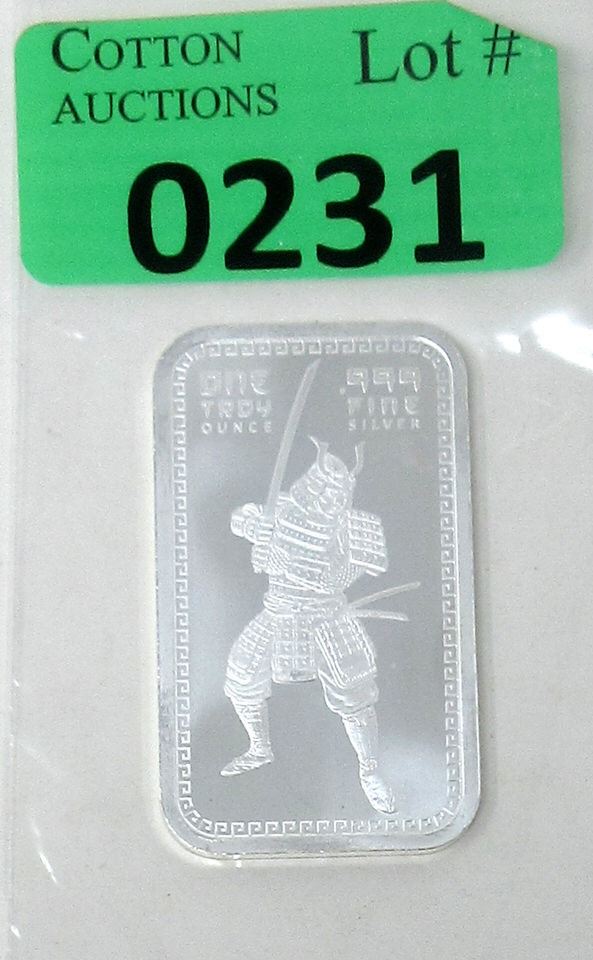 COTTON
AUCTIONS
Lot #
0231
ONE
TROY
OUNCE
.999
FINE
SILVER